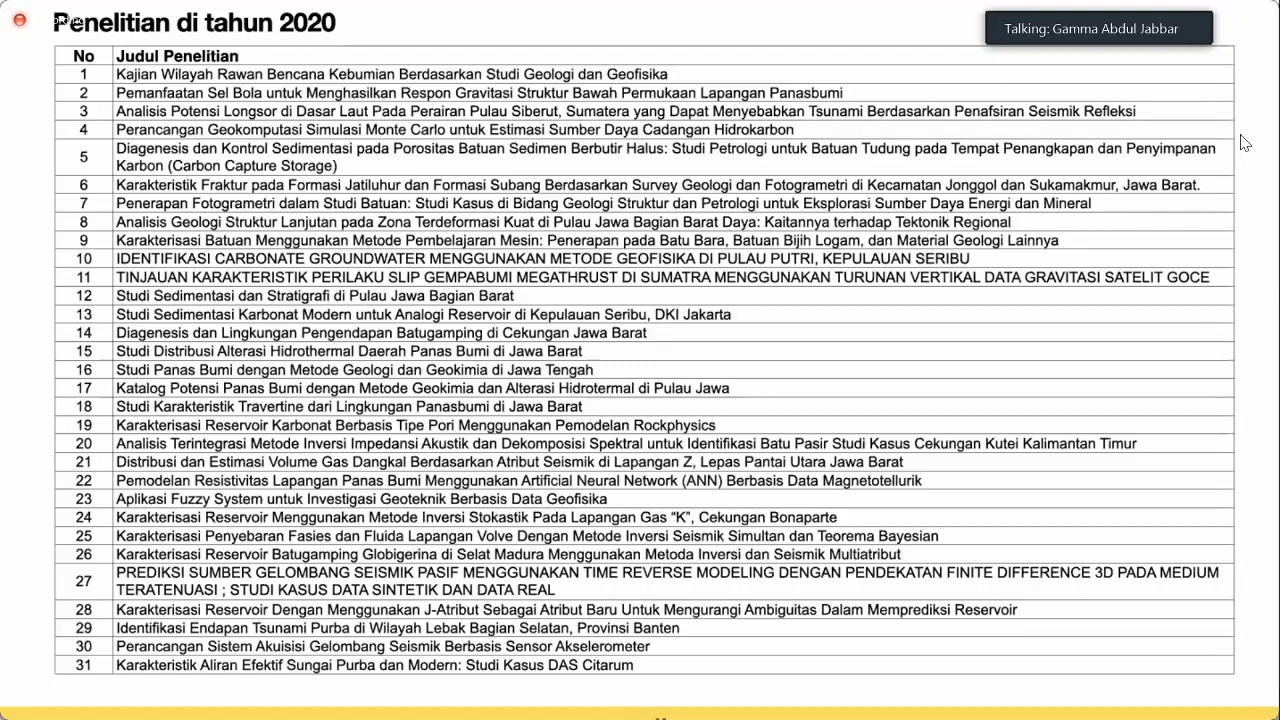 Penelitian di tahun 2020
Talking: Gamma Abdul Jabbar
No Judul Penelitian
1 Kajian Wilayah Rawan Bencana Kebumian Berdasarkan Studi Geologi dan Geofisika
2 Pemanfaatan Sel Bola untuk Menghasilkan Respon Gravitasi Struktur Bawah Permukaan Lapangan Panasbumi
3 Analisis Potensi Longsor di Dasar Laut Pada Perairan Pulau Siberut, Sumatera yang Dapat Menyebabkan Tsunami Berdasarkan Penafsiran Seismik Refleksi
4 Perancangan Geokomputasi Simulasi Monte Carlo untuk Estimasi Sumber Daya Cadangan Hidrokarbon
5 Diagenesis dan Kontrol Sedimentasi pada Porositas Batuan Sedimen Berbutir Halus: Studi Petrologi untuk Batuan Tudung pada Tempat Penangkapan dan Penyimpanan
Karbon (Carbon Capture Storage)
6 Karakteristik Fraktur pada Formasi Jatiluhur dan Formasi Subang Berdasarkan Survey Geologi dan Fotogrametri di Kecamatan Jonggol dan Sukamakmur, Jawa Barat.
7 Penerapan Fotogrametri dalam Studi Batuan: Studi Kasus di Bidang Geologi Struktur dan Petrologi untuk Eksplorasi Sumber Daya Energi dan Mineral
8 Analisis Geologi Struktur Lanjutan pada Zona Terdeformasi Kuat di Pulau Jawa Bagian Barat Daya: Kaitannya terhadap Tektonik Regional
9 Karakterisasi Batuan Menggunakan Metode Pembelajaran Mesin: Penerapan pada Batu Bara, Batuan Bijih Logam, dan Material Geologi Lainnya
10 IDENTIFIKASI CARBONATE GROUNDWATER MENGGUNAKAN METODE GEOFISIKA DI PULAU PUTRI, KEPULAUAN SERIBU
11 TINJAUAN KARAKTERISTIK PERILAKU SLIP GEMPABUMI MEGATHRUST DI SUMATRA MENGGUNAKAN TURUNAN VERTIKAL DATA GRAVITASI SATELIT GOCE
12 Studi Sedimentasi dan Stratigrafi di Pulau Jawa Bagian Barat
13 Studi Sedimentasi Karbonat Modern untuk Analogi Reservoir di Kepulauan Seribu, DKI Jakarta
14 Diagenesis dan Lingkungan Pengendapan Batugamping di Cekungan Jawa Barat
15 Studi Distribusi Alterasi Hidrothermal Daerah Panas Bumi di Jawa Barat
16 Studi Panas Bumi dengan Metode Geologi dan Geokimia di Jawa Tengah
17 Katalog Potensi Panas Bumi dengan Metode Geokimia dan Alterasi Hidrotermal di Pulau Jawa
18 Studi Karakteristik Travertine dari Lingkungan Panasbumi di Jawa Barat
19 Karakterisasi Reservoir Karbonat Berbasis Tipe Pori Menggunakan Pemodelan Rockphysics
20 Analisis Terintegrasi Metode Inversi Impedansi Akustik dan Dekomposisi Spektral untuk Identifikasi Batu Pasir Studi Kasus Cekungan Kutei Kalimantan Timur
21 Distribusi dan Estimasi Volume Gas Dangkal Berdasarkan Atribut Seismik di Lapangan Z, Lepas Pantai Utara Jawa Barat
22 Pemodelan Resistivitas Lapangan Panas Bumi Menggunakan Artificial Neural Network (ANN) Berbasis Data Magnetotellurik
23 Aplikasi Fuzzy System untuk Investigasi Geoteknik Berbasis Data Geofisika
24 Karakterisasi Reservoir Menggunakan Metode Inversi Stokastik Pada Lapangan Gas “K”, Cekungan Bonaparte
25 Karakterisasi Penyebaran Fasies dan Fluida Lapangan Volve Dengan Metode Inversi Seismik Simultan dan Teorema Bayesian
26 Karakterisasi Reservoir Batugamping Globigerina di Selat Madura Menggunakan Metoda Inversi dan Seismik Multiatribut
27 PREDIKSI SUMBER GELOMBANG SEISMIK PASIF MENGGUNAKAN TIME REVERSE MODELING DENGAN PENDEKATAN FINITE DIFFERENCE 3D PADA MEDIUM
TERATENUASI ; STUDI KASUS DATA SINTETIK DAN DATA REAL
28 Karakterisasi Reservoir Dengan Menggunakan J-Atribut Sebagai Atribut Baru Untuk Mengurangi Ambiguitas Dalam Memprediksi Reservoir
29 Identifikasi Endapan Tsunami Purba di Wilayah Lebak Bagian Selatan, Provinsi Banten
30 Perancangan Sistem Akuisisi Gelombang Seismik Berbasis Sensor Akselerometer
31 Karakteristik Aliran Efektif Sungai Purba dan Modern: Studi Kasus DAS Citarum